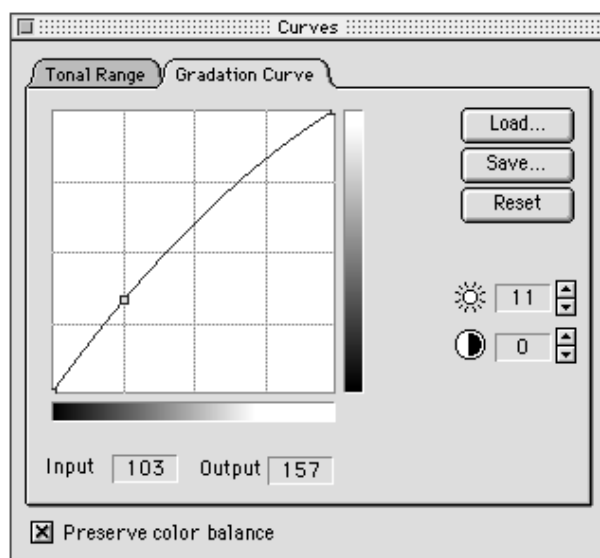 Curves
Tonal Range Gradation Curve
Load...
Save...
Reset
11
0
Input 103 Output 157
Preserve color balance